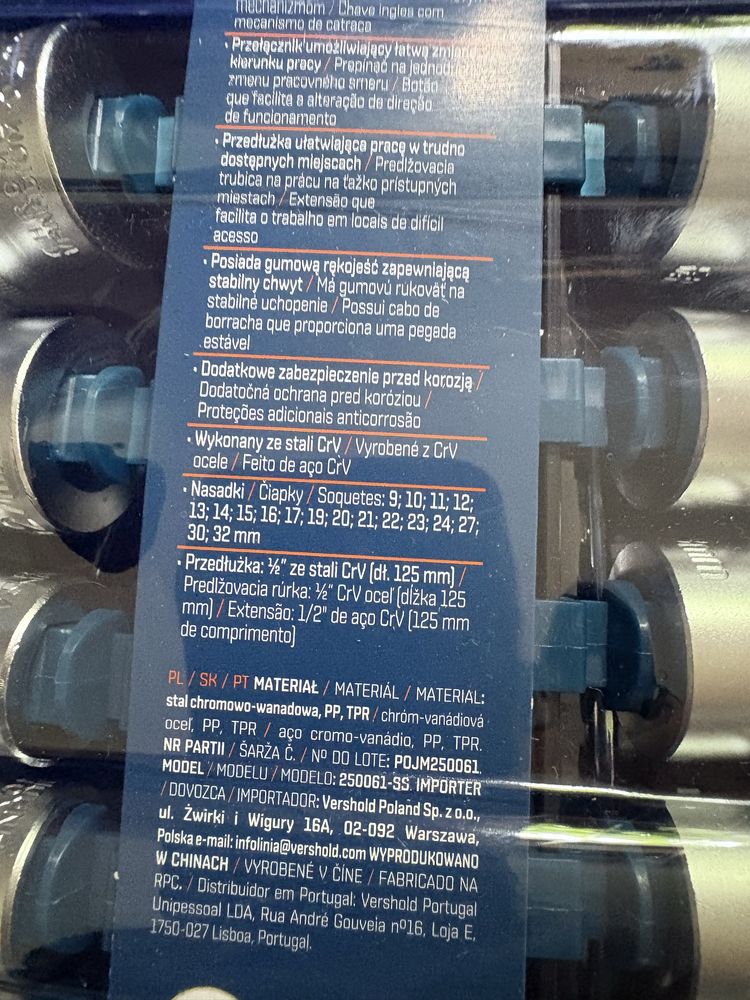 mechanizmom / Chave inglesa com
mecanismo de catraca
• Przełącznik umożliwiający łatwą zmianę
kierunku pracy / Prepínač na jednoduchú
zmenu pracovného smeru / Botão
que facilita a alteração de direção
de funcionamento
• Przedłużka ułatwiająca pracę w trudno
dostępnych miejscach / Predlžovacia
trubica na prácu na ťažko prístupných
miestach / Extensão que
facilita o trabalho em locais de difícil
acesso
• Posiada gumową rękojeść zapewniającą
stabilny chwyt / Má gumovú rukoväť na
stabilné uchopenie / Possui cabo de
borracha que proporciona uma pegada
estável
• Dodatkowe zabezpieczenie przed korozją /
Dodatočná ochrana pred koróziou /
Proteções adicionais anticorrosão
• Wykonany ze stali CrV / Vyrobené z CrV
ocele / Feito de aço CrV
• Nasadki / Čiapky / Soquetes: 9; 10; 11; 12;
13; 14; 15; 16; 17; 19; 20; 21; 22; 23; 24; 27;
30; 32 mm
• Przedłużka: ½” ze stali CrV (dł. 125 mm) /
Predlžovacia rúrka: ½“ CrV oceľ (dĺžka 125
mm) / Extensão: 1/2" de aço CrV (125 mm
de comprimento)
PL / SK / PT MATERIAŁ / MATERIÁL / MATERIAL:
stal chromowo-wanadowa, PP, TPR / chróm-vanádiová
oceľ, PP, TPR / aço cromo-vanádio, PP, TPR.
NR PARTII / ŠARŽA Č. / Nº DO LOTE: POJM250061.
MODEL / MODELU / MODELO: 250061-SS. IMPORTER
/ DOVOZCA / IMPORTADOR: Vershold Poland Sp. z o.o.,
ul. Żwirki i Wigury 16A, 02-092 Warszawa,
Polska e-mail: infolinia@vershold.com WYPRODUKOWANO
W CHINACH / VYROBENÉ V ČÍNE / FABRICADO NA
RPC. / Distribuidor em Portugal: Vershold Portugal
Unipessoal LDA, Rua André Gouveia nº16, Loja E,
1750-027 Lisboa, Portugal.